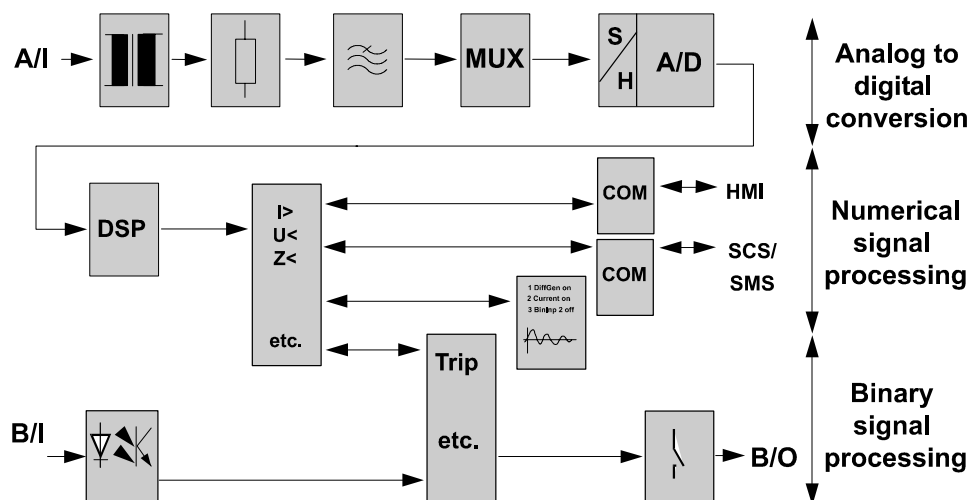 A/I
MUX
S
H
A/D
Analog to
digital
conversion
DSP
I>
U<
Z<
etc.
COM
HMI
COM
SCS/
SMS
1 DiffGen on
2 Current on
3 BinInp 2 off
Numerical
signal
processing
Trip
etc.
B/I
B/O
Binary
signal
processing